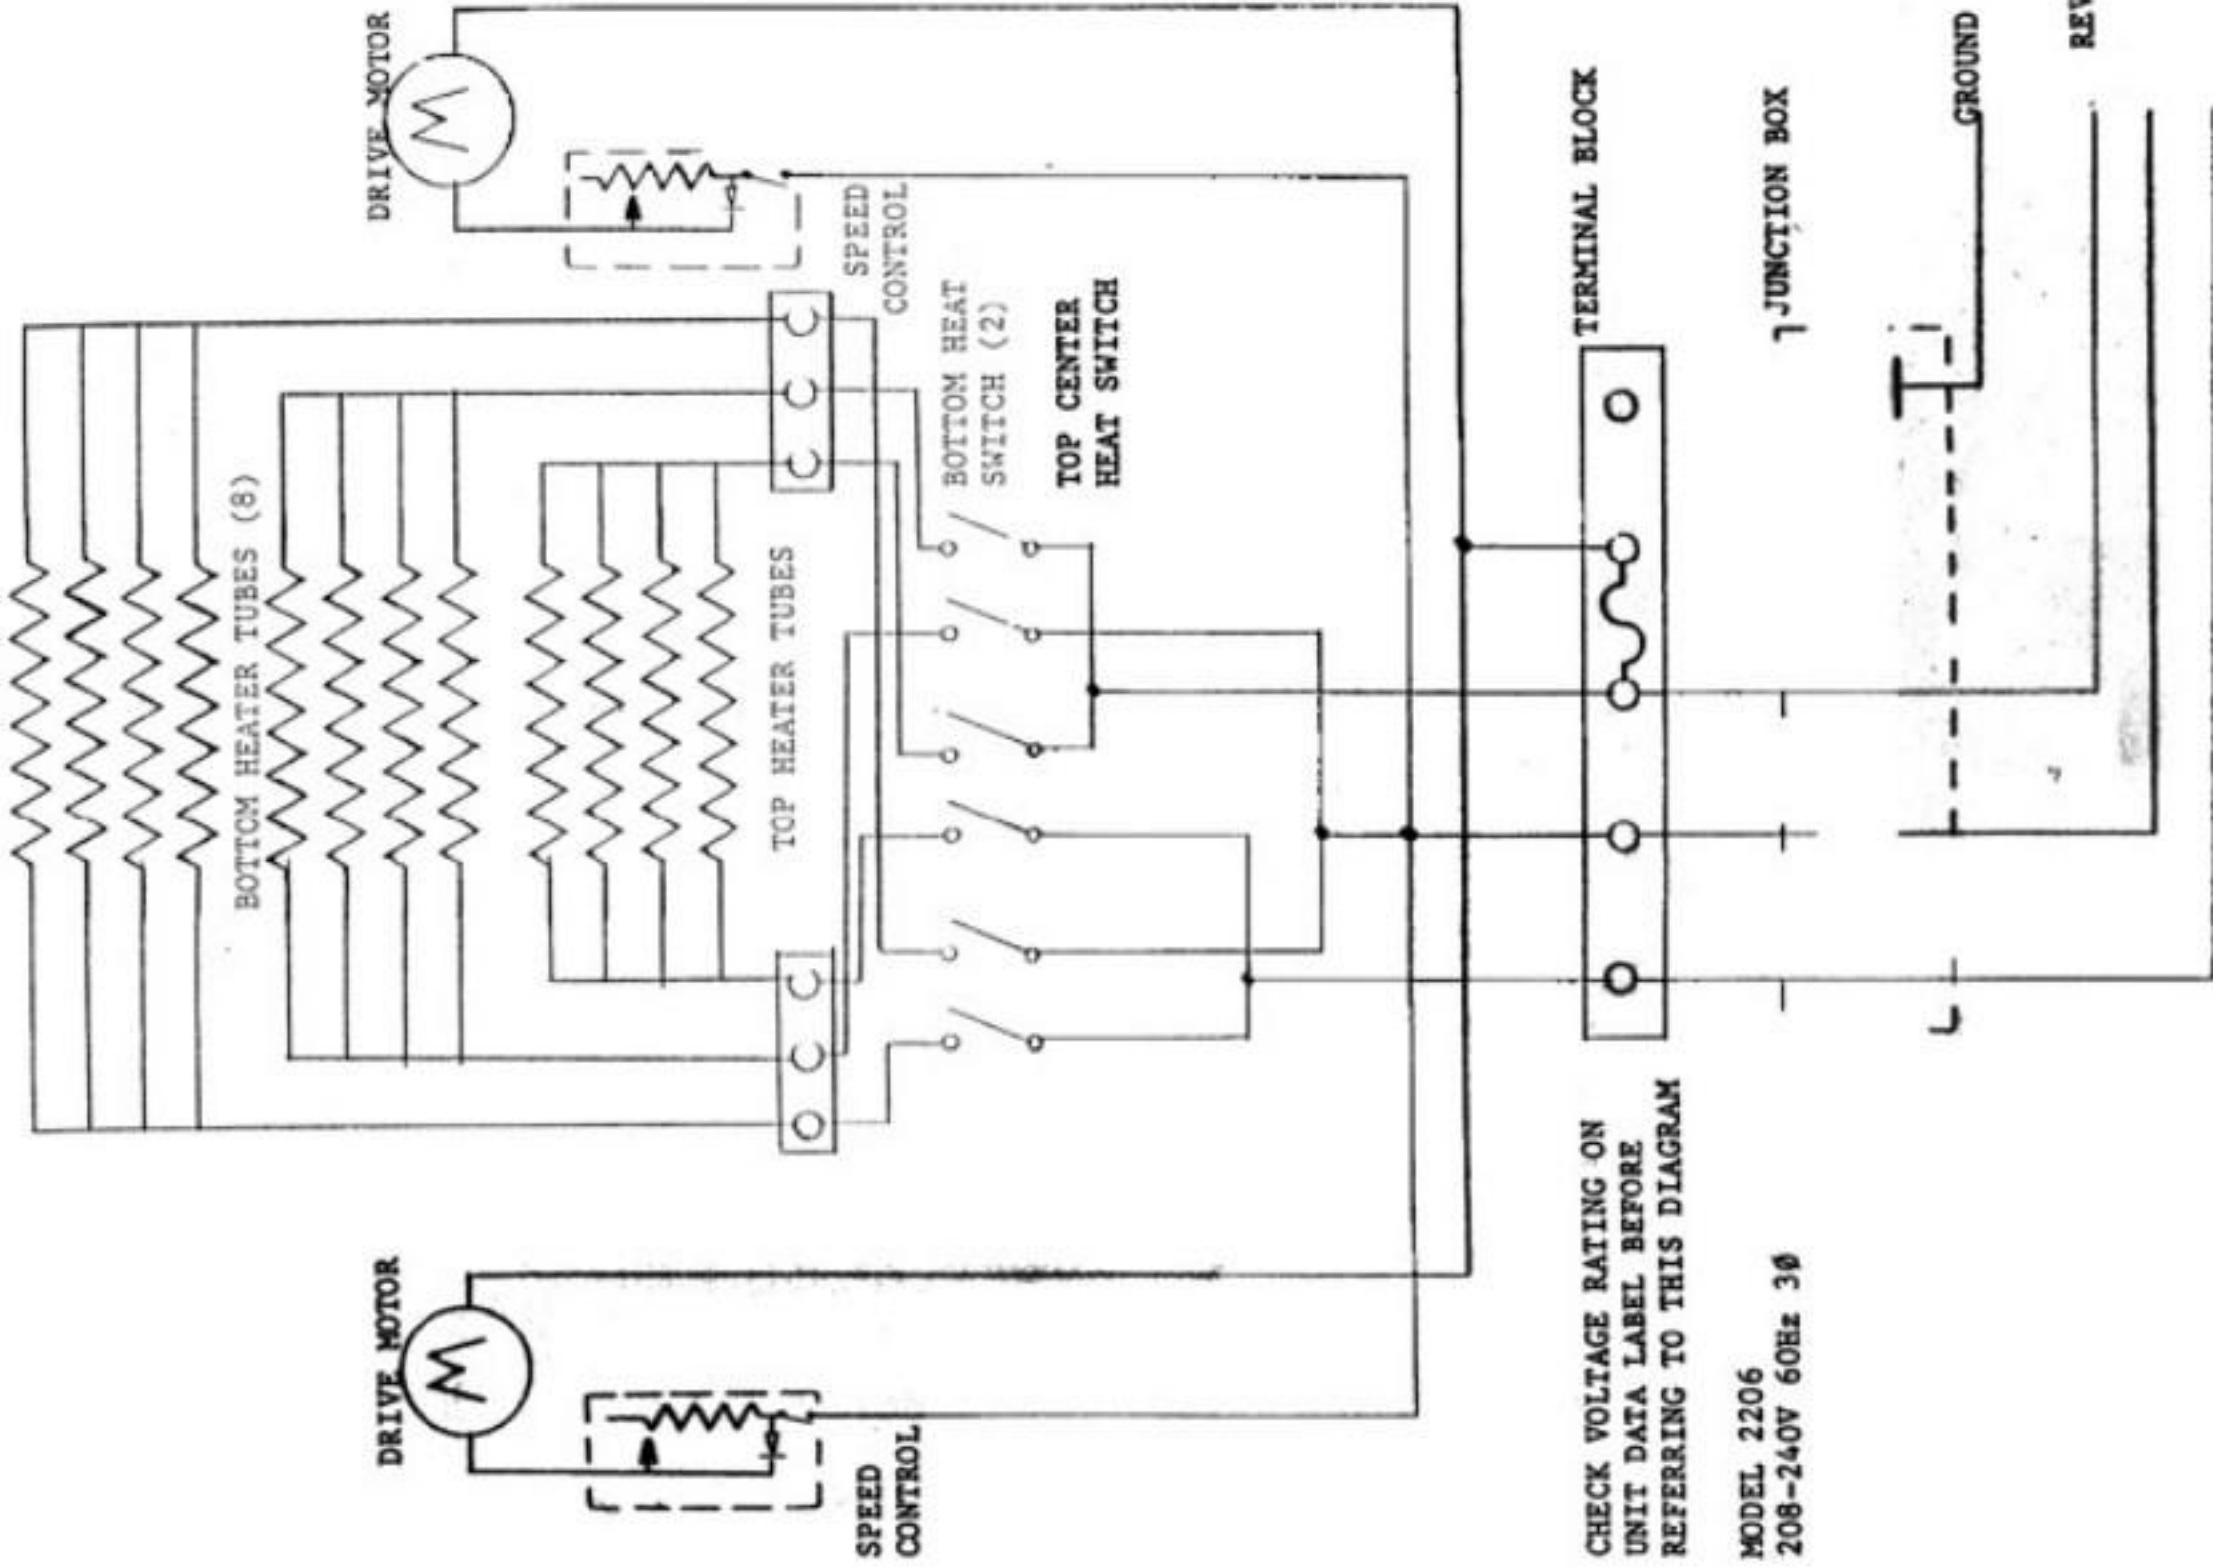 DRIVE MOTOR
SPEED
CONTROL
BOTTOM HEATER TUBES (8)
TOP HEATER TUBES
BOTTOM HEAT
SWITCH (2)
TOP CENTER
HEAT SWITCH
DRIVE MOTOR
SPEED
CONTROL
TERMINAL BLOCK
JUNCTION BOX
GROUND
REV
CHECK VOLTAGE RATING ON
UNIT DATA LABEL BEFORE
REFERRING TO THIS DIAGRAM
MODEL 2206
208-240V 60Hz 3Ø